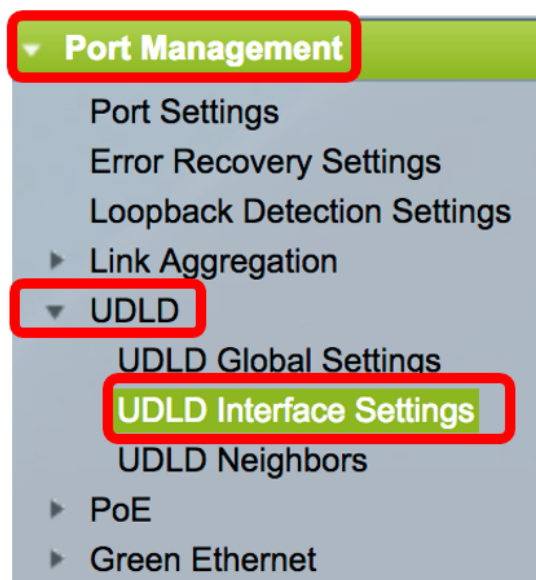 Port Management
Port Settings
Error Recovery Settings
Loopback Detection Settings
Link Aggregation
UDLD
UDLD Global Settings
UDLD Interface Settings
UDLD Neighbors
PoE
Green Ethernet